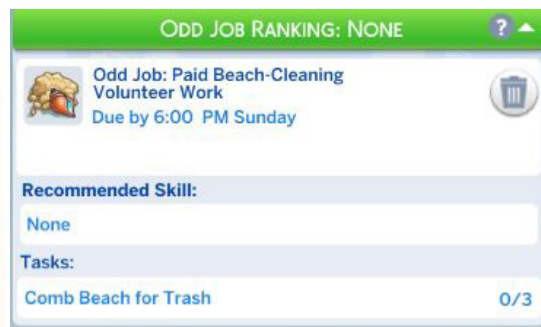 ODD JOB RANKING: NONE ?
Odd Job: Paid Beach-Cleaning
Volunteer Work
Due by 6:00 PM Sunday
Recommended Skill:
None
Tasks:
Comb Beach for Trash 0/3